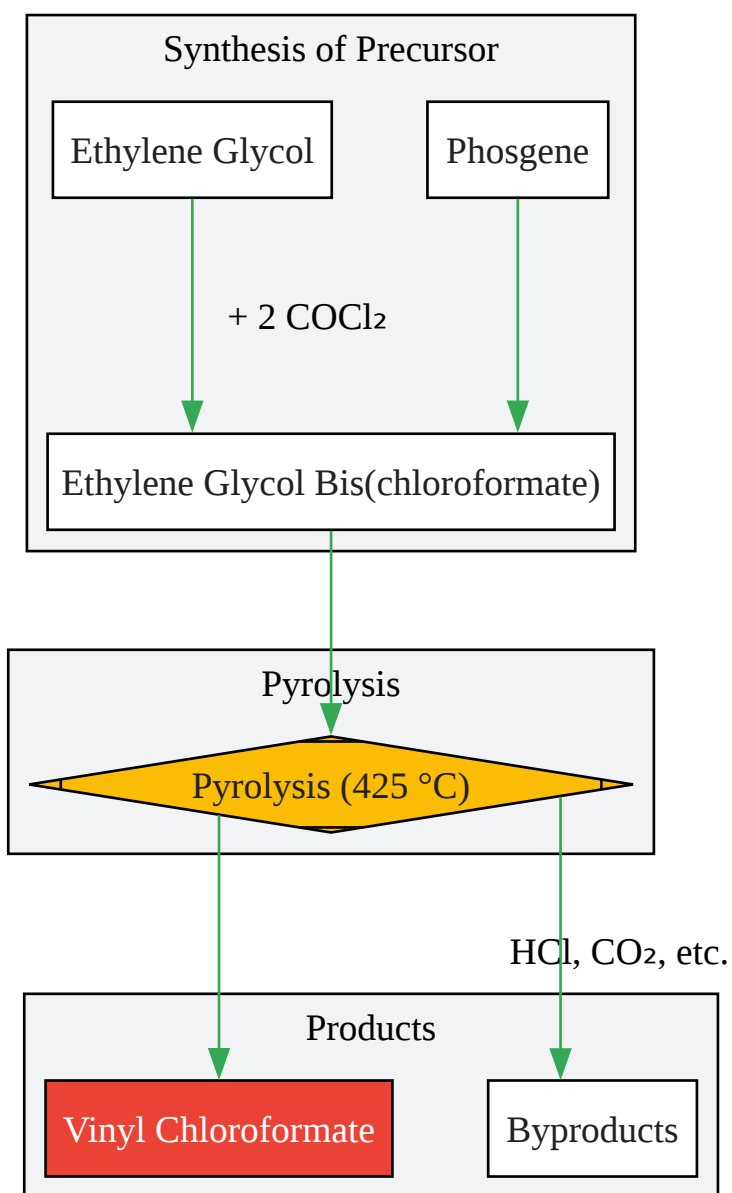 Synthesis of Precursor
Ethylene Glycol
Phosgene
+ 2 COCl₂
Ethylene Glycol Bis(chloroformate)
Pyrolysis
Pyrolysis (425 °C)
HCl, CO₂, etc.
Products
Vinyl Chloroformate
Byproducts